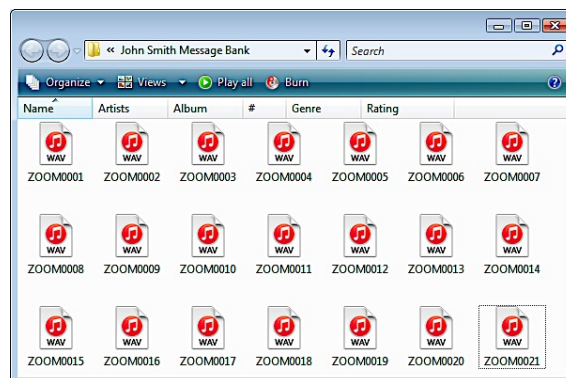 « John Smith Message Bank Search
Organize Views Play all Burn
Name Artists Album # Genre Rating
WAV WAV WAV WAV WAV WAV WAV
ZOOM0001 ZOOM0002 ZOOM0003 ZOOM0004 ZOOM0005 ZOOM0006 ZOOM0007
WAV WAV WAV WAV WAV WAV WAV
ZOOM0008 ZOOM0009 ZOOM0010 ZOOM0011 ZOOM0012 ZOOM0013 ZOOM0014
WAV WAV WAV WAV WAV WAV WAV
ZOOM0015 ZOOM0016 ZOOM0017 ZOOM0018 ZOOM0019 ZOOM0020 ZOOM0021